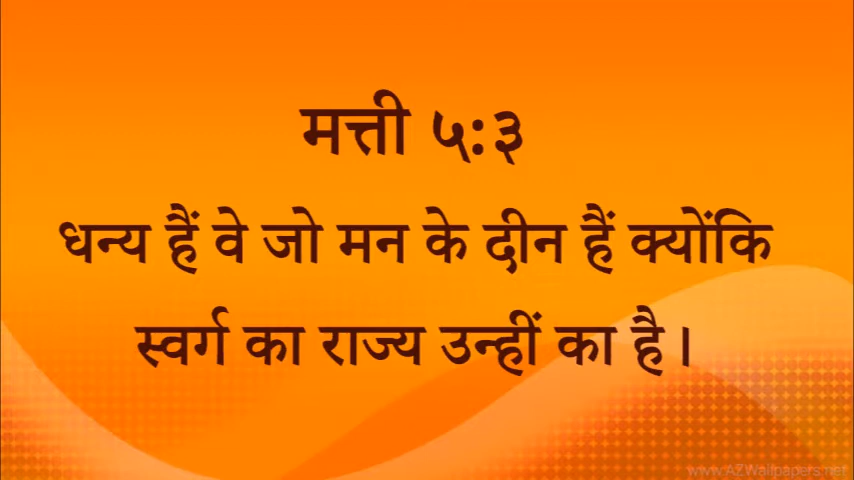 मत्ती ५:३
धन्य हैं वे जो मन के दीन हैं क्योंकि
स्वर्ग का राज्य उन्हीं का है।
www.AZWallpapers.net